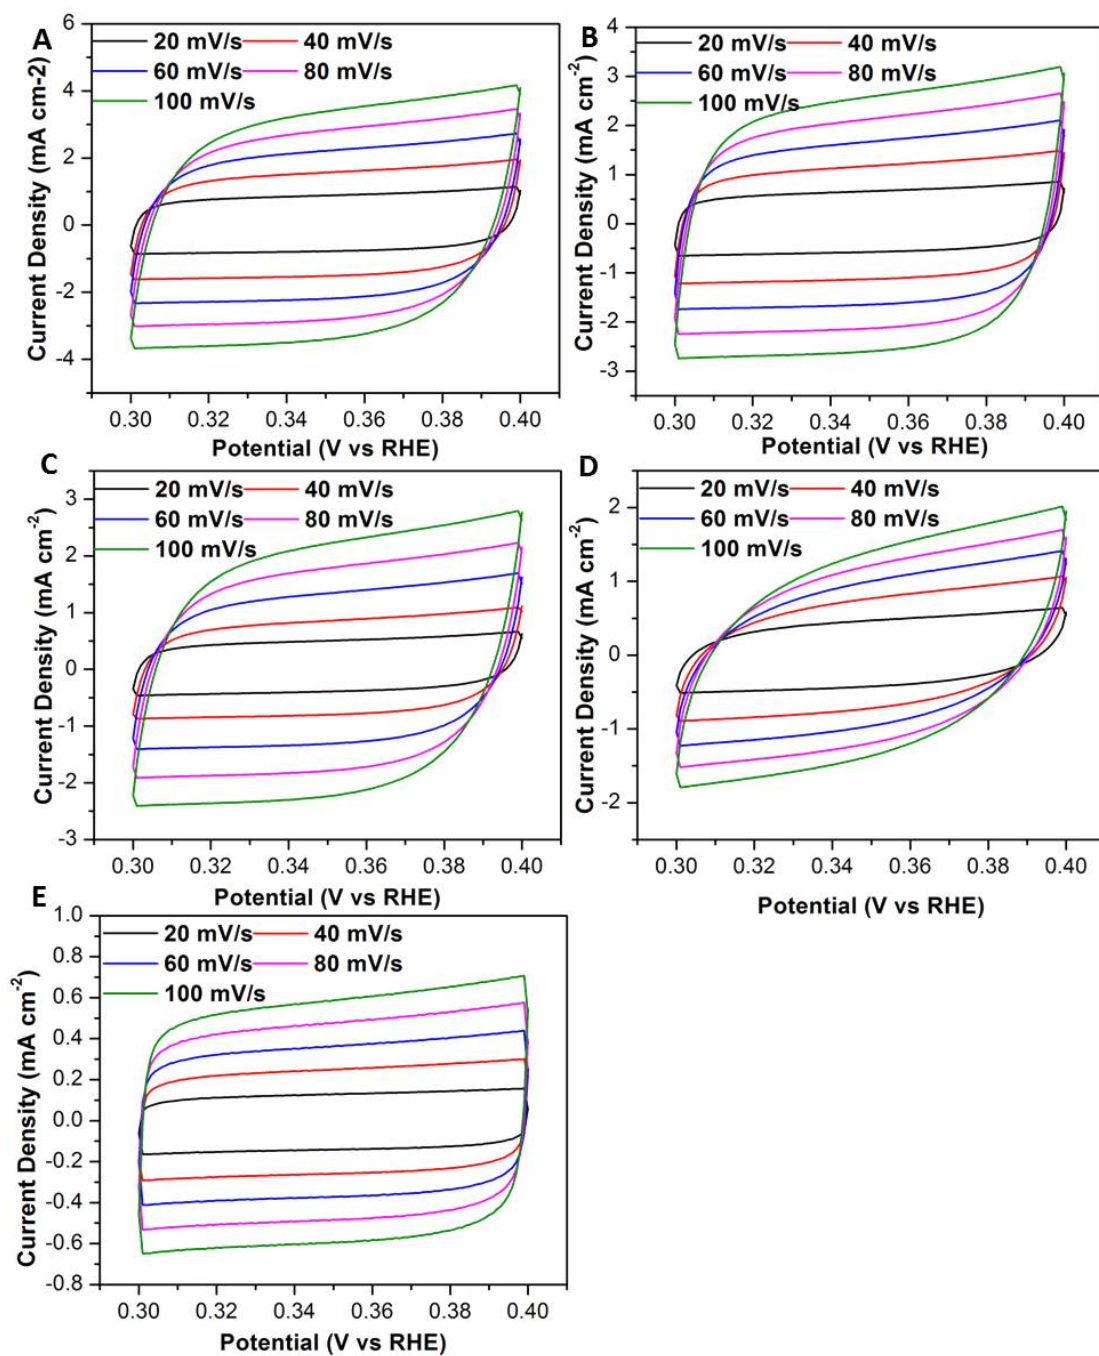 A
20 mV/s 40 mV/s
60 mV/s 80 mV/s
100 mV/s
6
4
2
0
-2
-4
Current Density (mA cm-2)
0.30 0.32 0.34 0.36 0.38 0.40
Potential (V vs RHE)
B
20 mV/s 40 mV/s
60 mV/s 80 mV/s
100 mV/s
4
3
2
1
0
-1
-2
-3
Current Density (mA cm-2)
0.30 0.32 0.34 0.36 0.38 0.40
Potential (V vs RHE)
C
20 mV/s 40 mV/s
60 mV/s 80 mV/s
100 mV/s
3
2
1
0
-1
-2
-3
Current Density (mA cm-2)
0.30 0.32 0.34 0.36 0.38 0.40
Potential (V vs RHE)
D
20 mV/s 40 mV/s
60 mV/s 80 mV/s
100 mV/s
2
1
0
-1
-2
Current Density (mA cm-2)
0.30 0.32 0.34 0.36 0.38 0.40
Potential (V vs RHE)
E
20 mV/s 40 mV/s
60 mV/s 80 mV/s
100 mV/s
1.0
0.8
0.6
0.4
0.2
0.0
-0.2
-0.4
-0.6
-0.8
Current Density (mA cm-2)
0.30 0.32 0.34 0.36 0.38 0.40
Potential (V vs RHE)